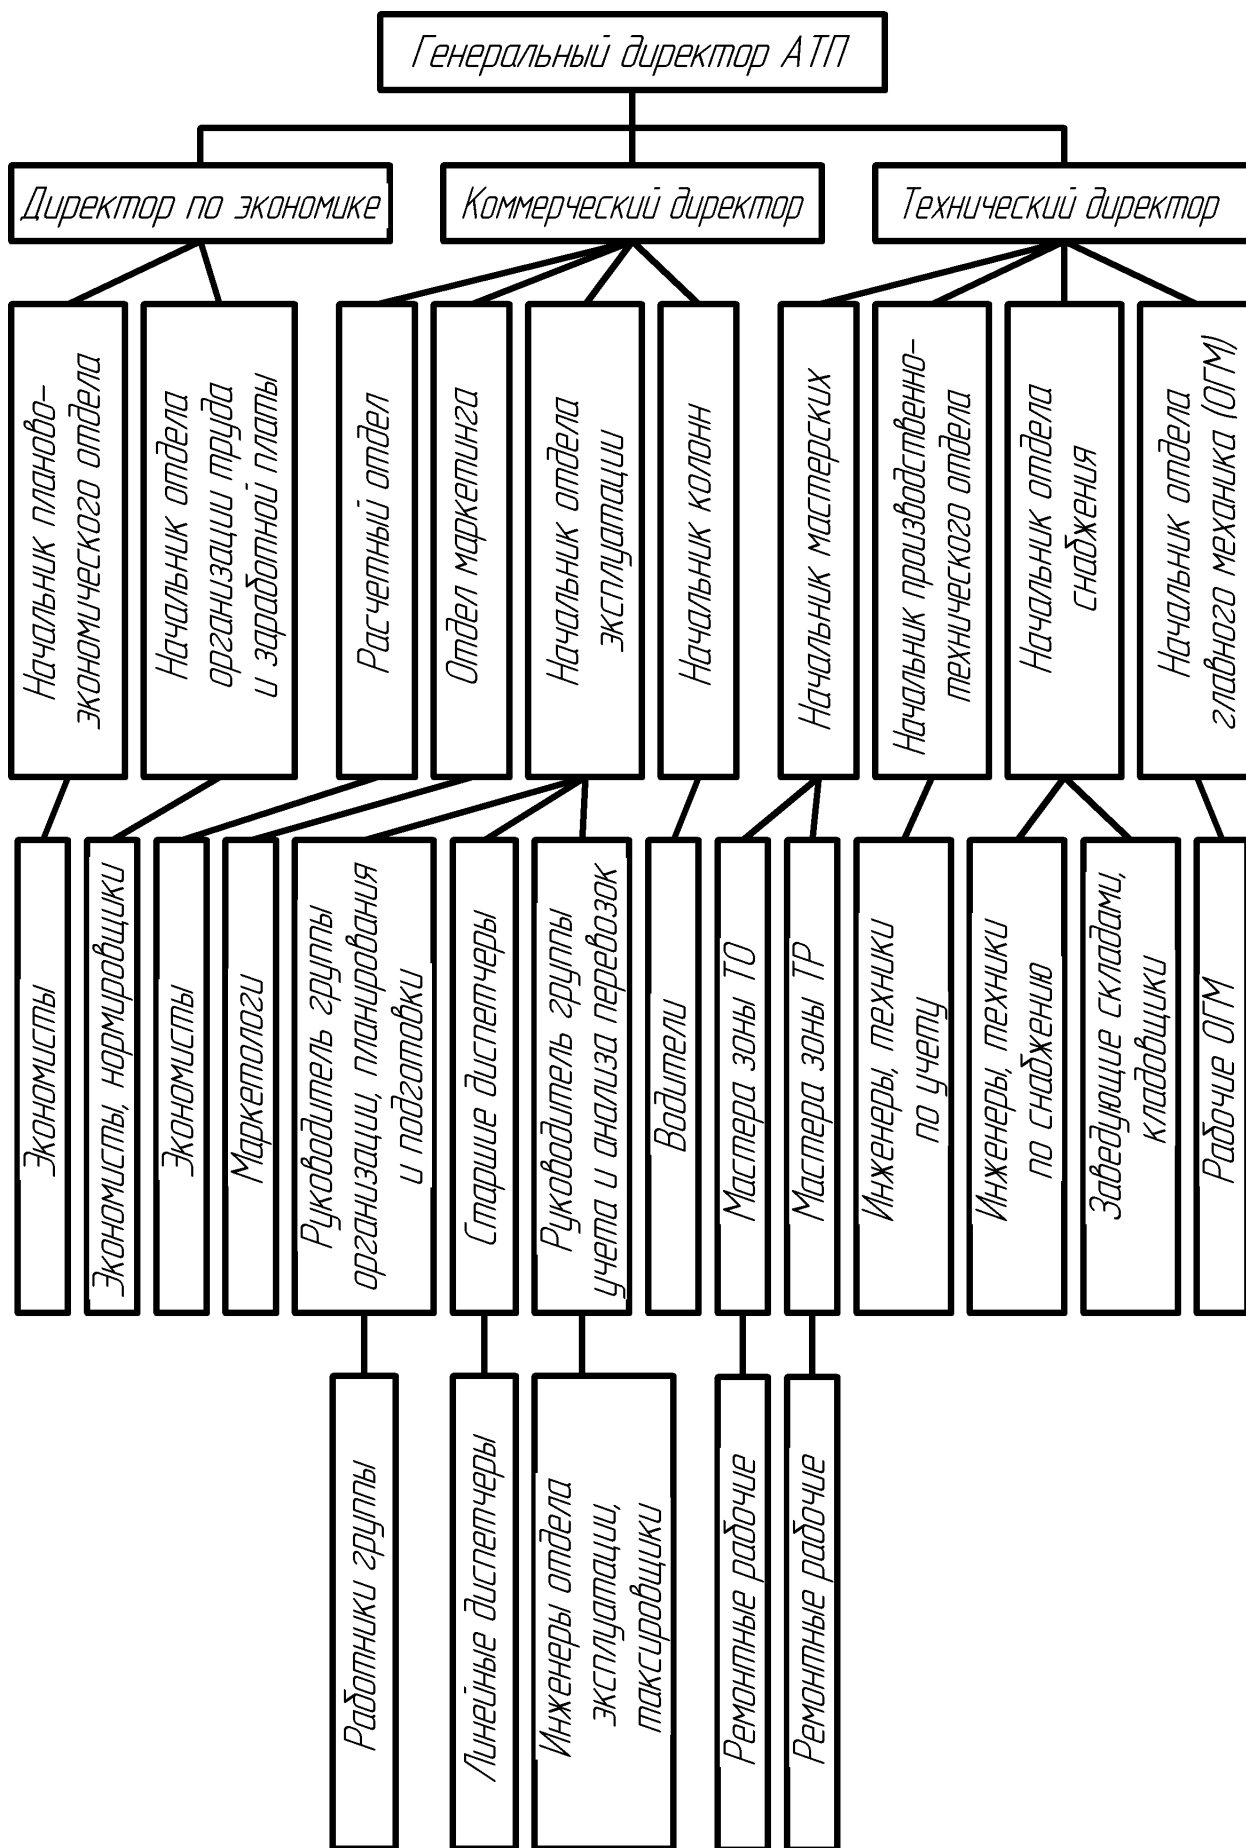 Генеральный директор АТП
Директор по экономике
Коммерческий директор
Технический директор
Начальник планово-
экономического отдела
Начальник отдела
организации труда
и заработной платы
Расчетный отдел
Отдел маркетинга
Начальник отдела
эксплуатации
Начальник колонн
Начальник мастерских
Начальник призводственно-
технического отдела
Начальник отдела
снабжения
Начальник отдела
главного механика (ОГМ)
Экономисты
Экономисты, нормировщики
Экономисты
Маркетологи
Руководитель группы
организации, планирования
и подготовки
Старшие диспетчеры
Руководитель группы
учета и анализа перевозок
Водители
Мастера зоны ТО
Мастера зоны ТР
Инженеры, техники
по учету
Инженеры, техники
по снабжению
Заведующие складами,
кладовщики
Рабочие ОГМ
Работники группы
Линейные диспетчеры
Инженеры отдела
эксплуатации,
таксировщики
Ремонтные рабочие
Ремонтные рабочие